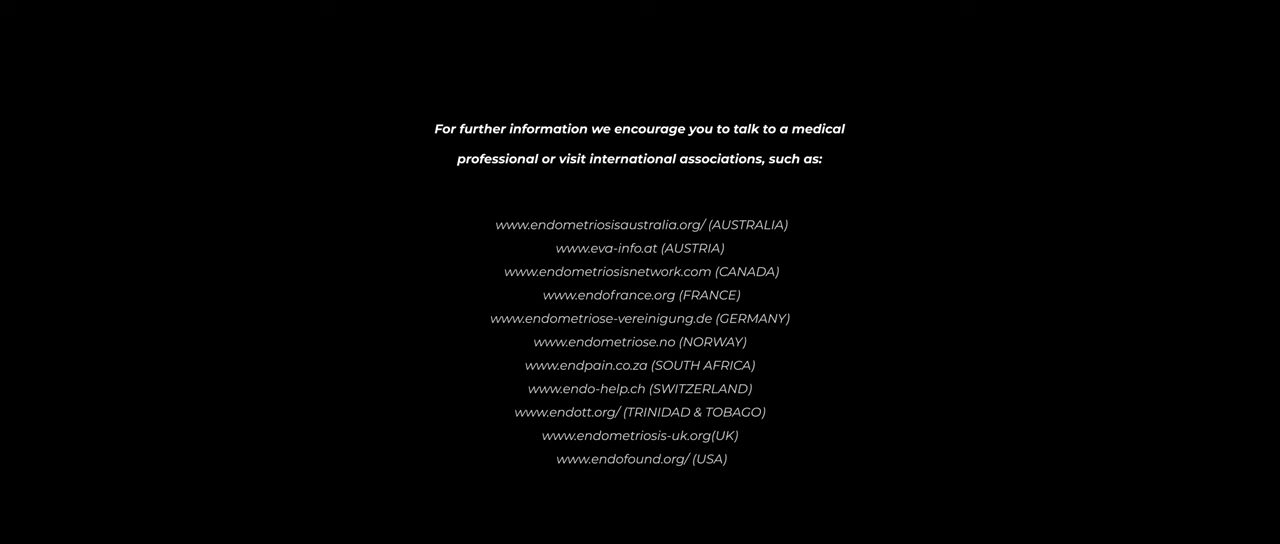 For further information we encourage you to talk to a medical
professional or visit international associations, such as:
www.endometriosisaustralia.org/ (AUSTRALIA)
www.eva-info.at (AUSTRIA)
www.endometriosisnetwork.com (CANADA)
www.endofrance.org (FRANCE)
www.endometriose-vereinigung.de (GERMANY)
www.endometriose.no (NORWAY)
www.endpain.co.za (SOUTH AFRICA)
www.endo-help.ch (SWITZERLAND)
www.endott.org/ (TRINIDAD & TOBAGO)
www.endometriosis-uk.org(UK)
www.endofound.org/ (USA)